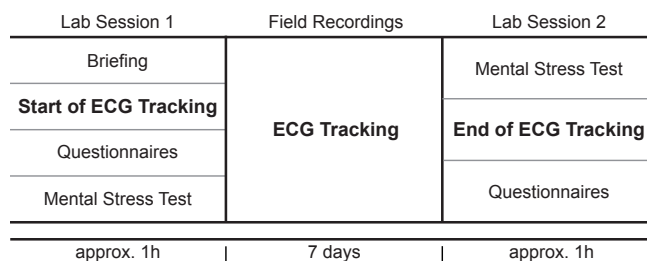 Lab Session 1
Briefing
Start of ECG Tracking
Questionnaires
Mental Stress Test
approx. 1h
Field Recordings
ECG Tracking
7 days
Lab Session 2
Mental Stress Test
End of ECG Tracking
Questionnaires
approx. 1h